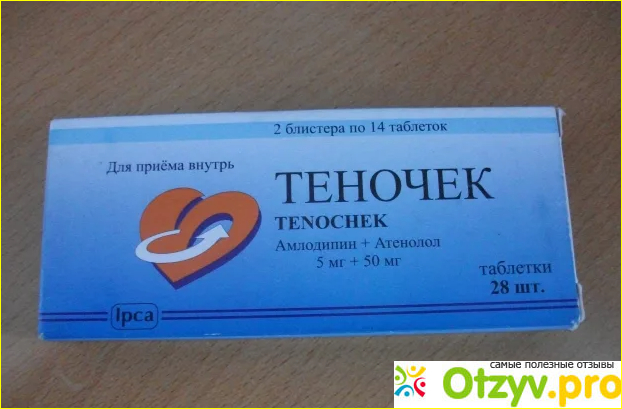 2 блистера по 14 таблеток
Для приёма внутрь
ТЕНОЧЕК
TENOCHEK
Амлодипин + Атенолол
5 мг + 50 мг
таблетки
28 шт.
Ipca
самые полезные отзывы
Otzyv.pro